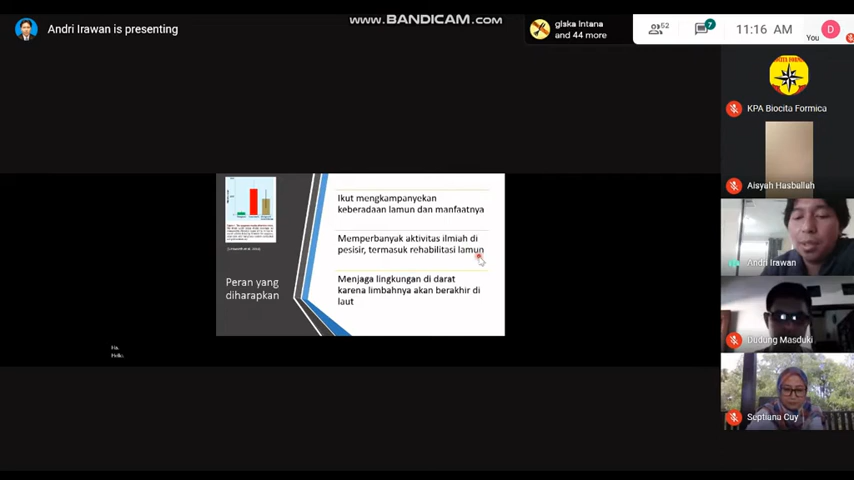 Andri Irawan is presenting
WWW.BANDICAM.COM
giska Intana
and 44 more
52
7
11:16 AM
You
D
KPA Biocita Formica
Aisyah Hasballah
Andri Irawan
Dudung Masduki
Septiana Cuy
Peran yang
diharapkan
Ikut mengkampanyekan
keberadaan lamun dan manfaatnya
Memperbanyak aktivitas ilmiah di
pesisir, termasuk rehabilitasi lamun
Menjaga lingkungan di darat
karena limbahnya akan berakhir di
laut